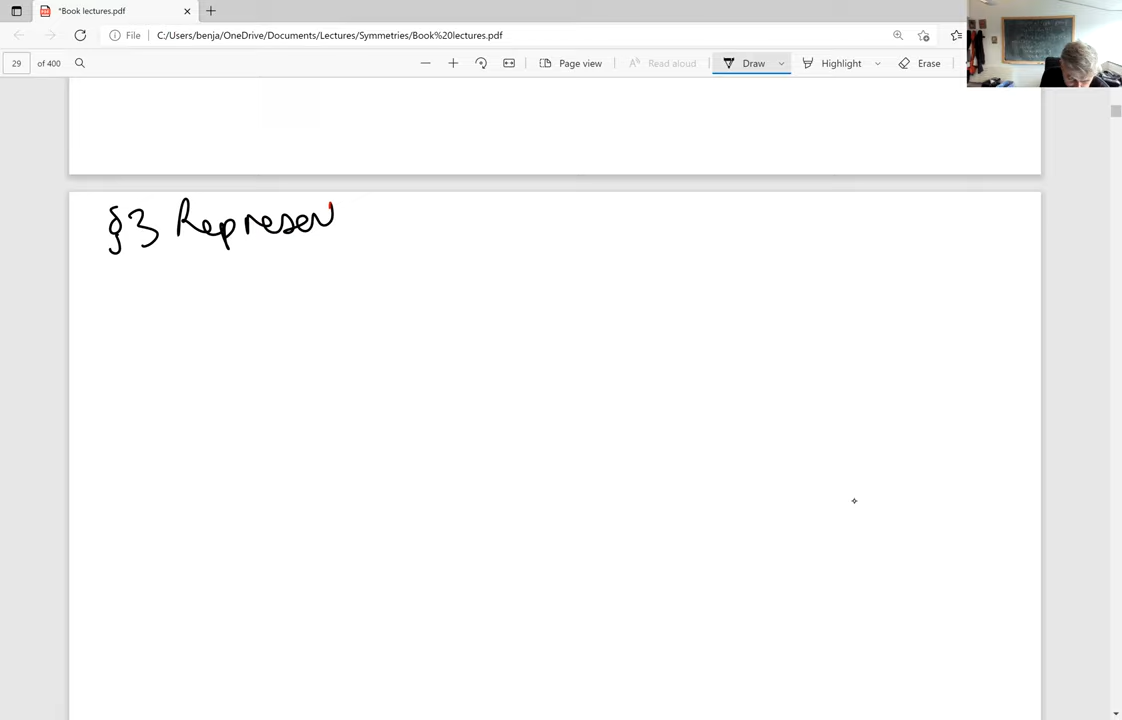 *Book lectures.pdf
File
C:/Users/benja/OneDrive/Documents/Lectures/Symmetries/Book%20lectures.pdf
29 of 400
Page view
Read aloud
Draw
Highlight
Erase
§3 Represen